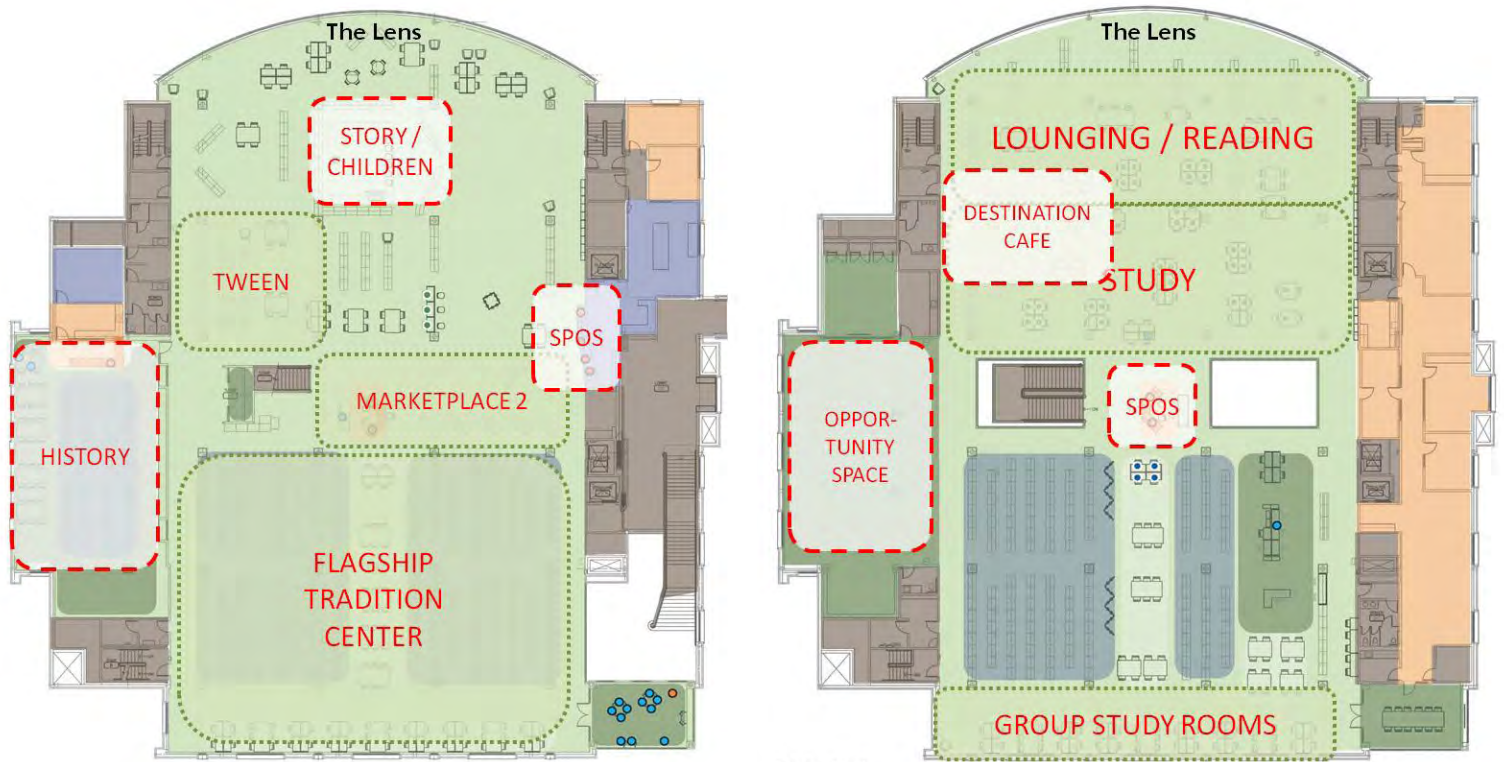 The Lens
STORY /
CHILDREN
TWEEN
SPOS
MARKETPLACE 2
HISTORY
FLAGSHIP
TRADITION
CENTER
The Lens
LOUNGING / READING
DESTINATION
CAFE
STUDY
SPOS
OPPOR-
TUNITY
SPACE
GROUP STUDY ROOMS